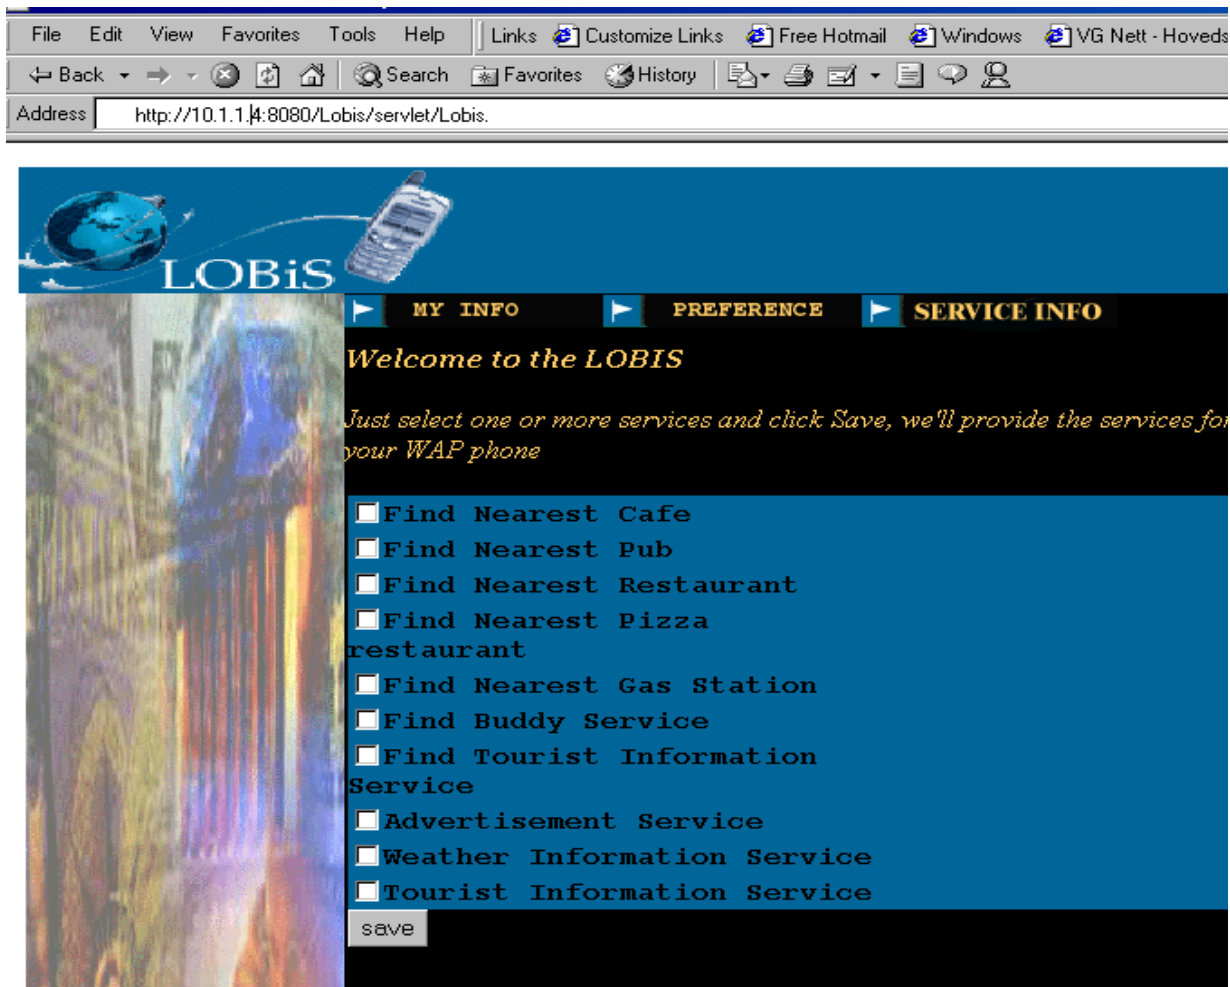 File Edit View Favorites Tools Help Links Customize Links Free Hotmail Windows VG Nett - Hoveds
Back Search Favorites History
Address http://10.1.1.4:8080/Lobis/servlet/Lobis.
LOBiS
MY INFO PREFERENCE SERVICE INFO
Welcome to the LOBIS
Just select one or more services and click Save, we'll provide the services for
your WAP phone
Find Nearest Cafe
Find Nearest Pub
Find Nearest Restaurant
Find Nearest Pizza
restaurant
Find Nearest Gas Station
Find Buddy Service
Find Tourist Information
Service
Advertisement Service
Weather Information Service
Tourist Information Service
save